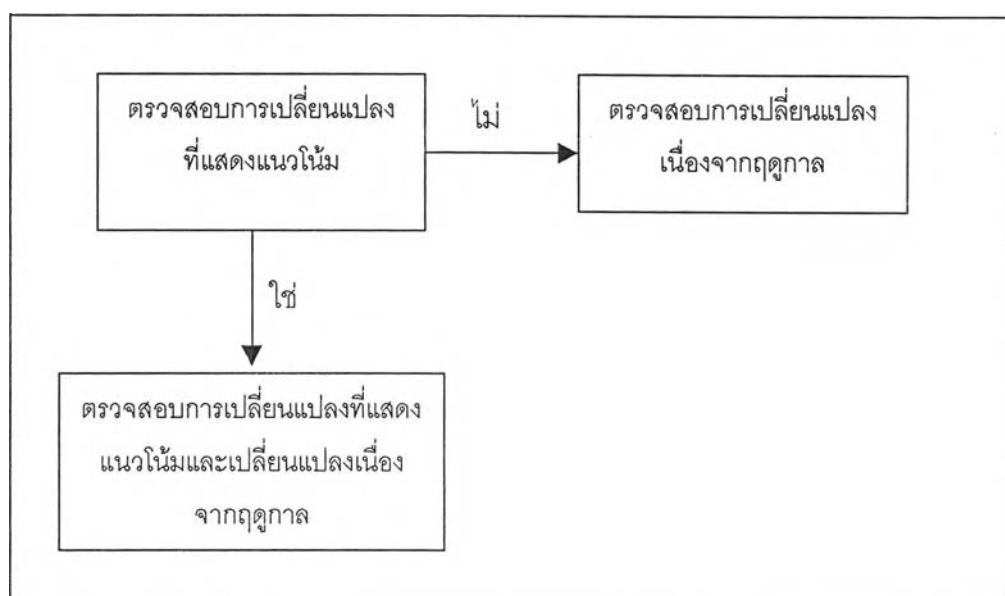 ตรวจสอบการเปลี่ยนแปลง
ที่แสดงแนวโน้ม
ไม่
ตรวจสอบการเปลี่ยนแปลง
เนื่องจากฤดูกาล
ใช่
ตรวจสอบการเปลี่ยนแปลงที่แสดง
แนวโน้มและเปลี่ยนแปลงเนื่อง
จากฤดูกาล